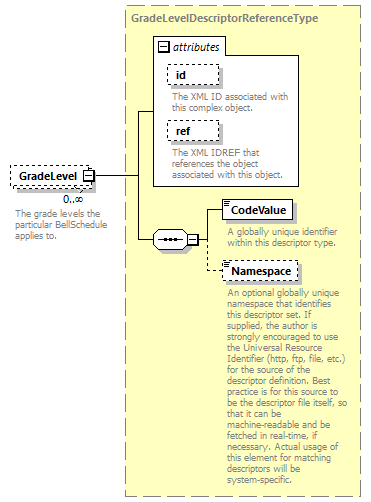 GradeLevelDescriptorReferenceType
attributes
id
The XML ID associated with
this complex object.
ref
The XML IDREF that
references the object
associated with this object.
GradeLevel
0..∞
The grade levels the
particular BellSchedule
applies to.
CodeValue
A globally unique identifier
within this descriptor type.
Namespace
An optional globally unique
namespace that identifies
this descriptor set. If
supplied, the author is
strongly encouraged to use
the Universal Resource
Identifier (http, ftp, file, etc.)
for the source of the
descriptor definition. Best
practice is for this source to
be the descriptor file itself, so
that it can be
machine-readable and be
fetched in real-time, if
necessary. Actual usage of
this element for matching
descriptors will be
system-specific.